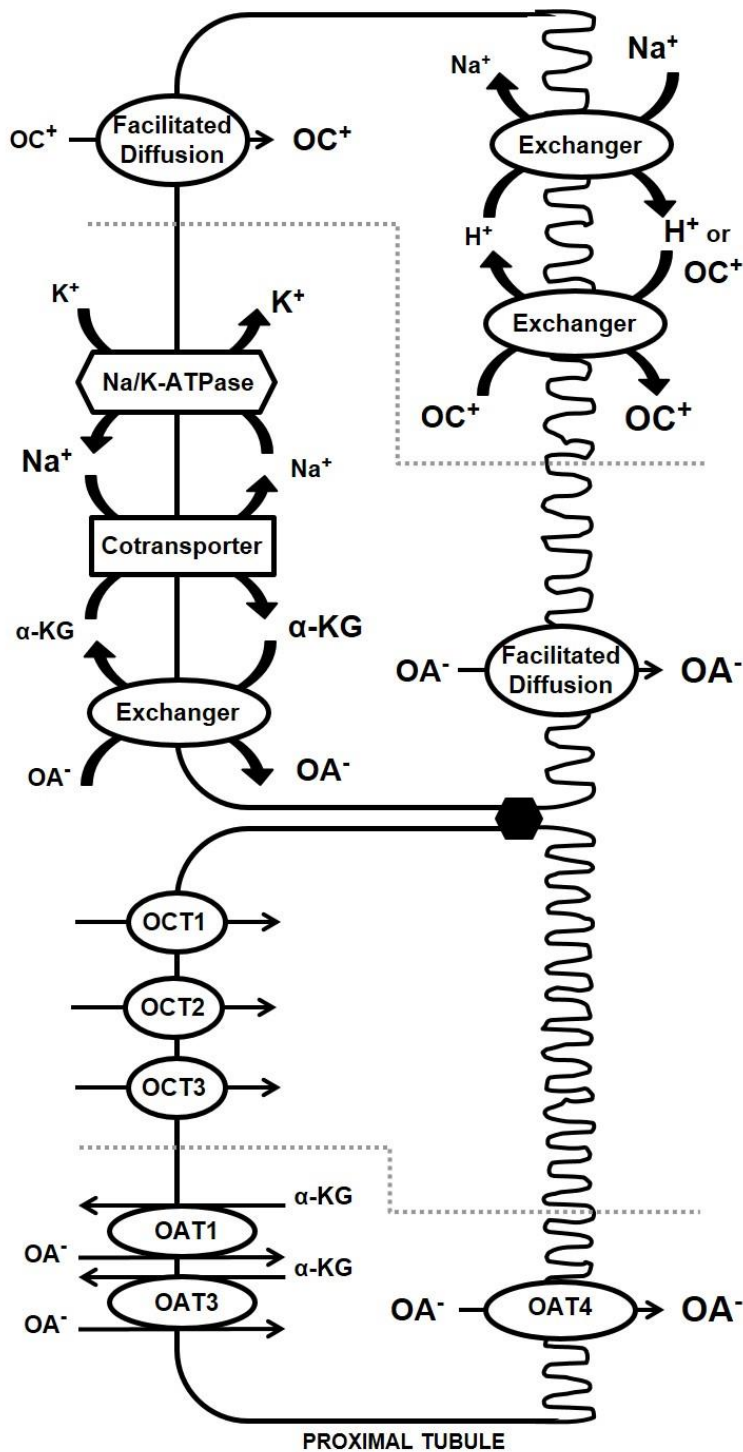 Na⁺
Na⁺
OC⁺
Facilitated
Diffusion
OC⁺
Exchanger
H⁺
H⁺ or
OC⁺
K⁺
K⁺
Exchanger
Na/K-ATPase
OC⁺
OC⁺
Na⁺
Na⁺
Cotransporter
α-KG
α-KG
OA⁻
Facilitated
Diffusion
OA⁻
Exchanger
OA⁻
OA⁻
OCT1
OCT2
OCT3
α-KG
OAT1
OA⁻
α-KG
OAT3
OA⁻
OA⁻
OAT4
OA⁻
PROXIMAL TUBULE